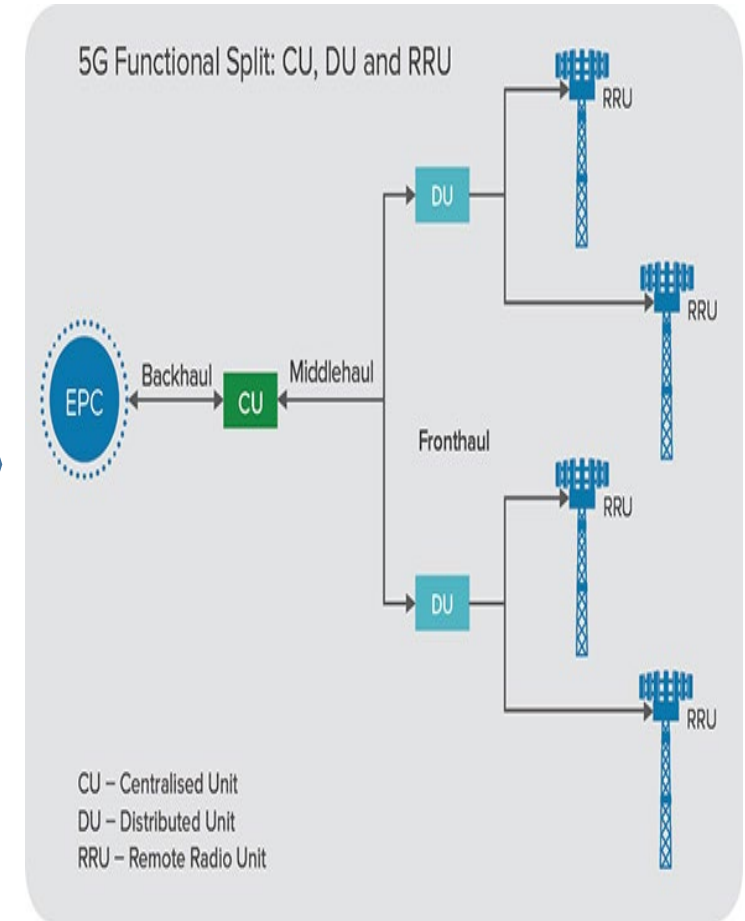 5G Functional Split: CU, DU and RRU
RRU
DU
RRU
Backhaul
Middlehaul
EPC
CU
Fronthaul
RRU
DU
RRU
CU – Centralised Unit
DU – Distributed Unit
RRU – Remote Radio Unit